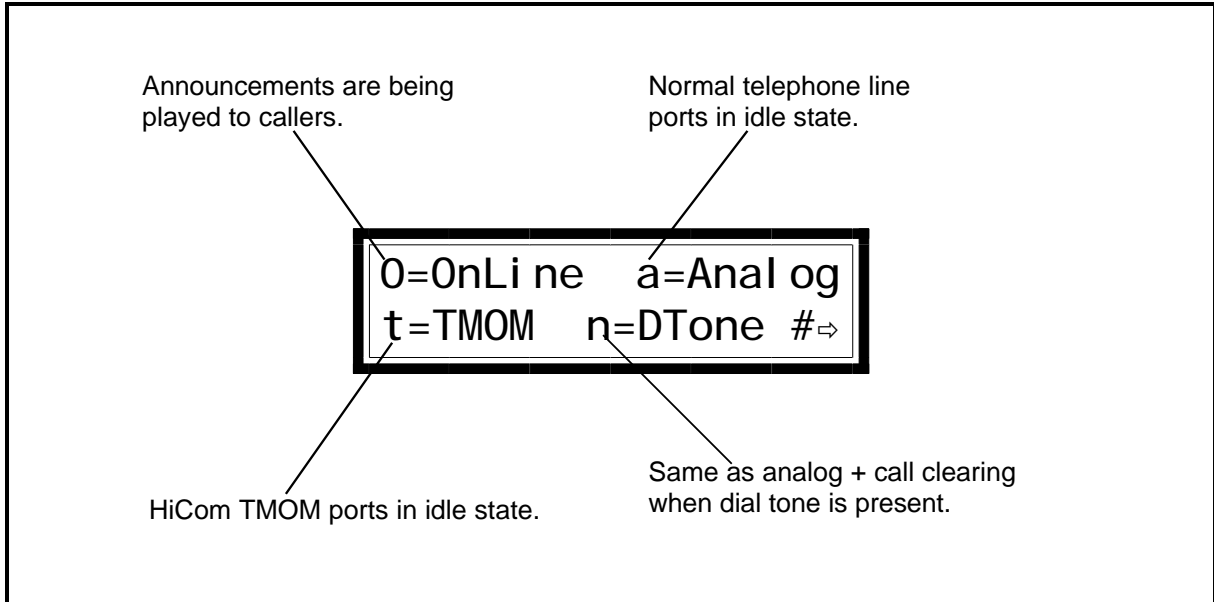 Announcements are being
played to callers.
Normal telephone line
ports in idle state.
O=OnLine a=Analog
t=TMOM n=DTone #⇨
HiCom TMOM ports in idle state.
Same as analog + call clearing
when dial tone is present.